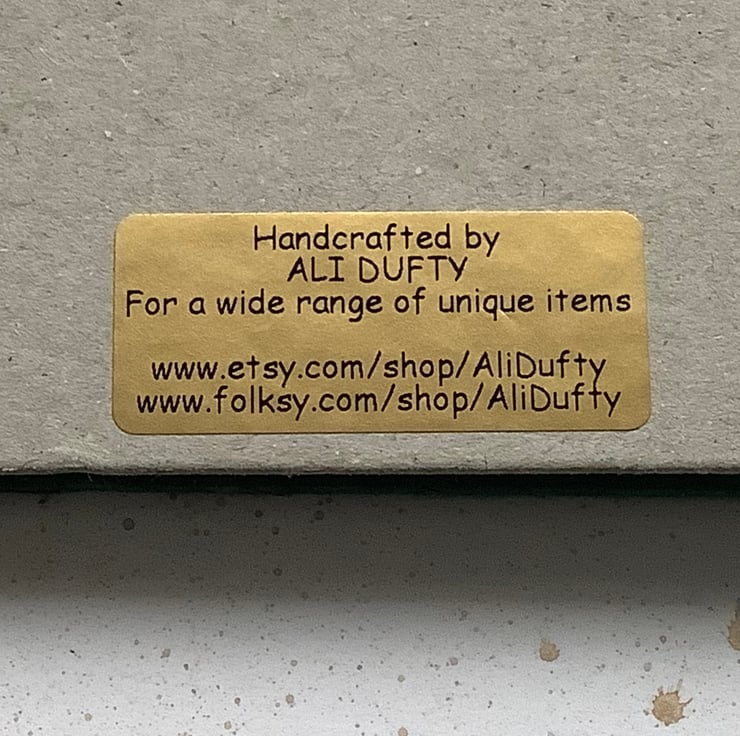 Handcrafted by
ALI DUFTY
For a wide range of unique items
www.etsy.com/shop/AliDufty
www.folksy.com/shop/AliDufty